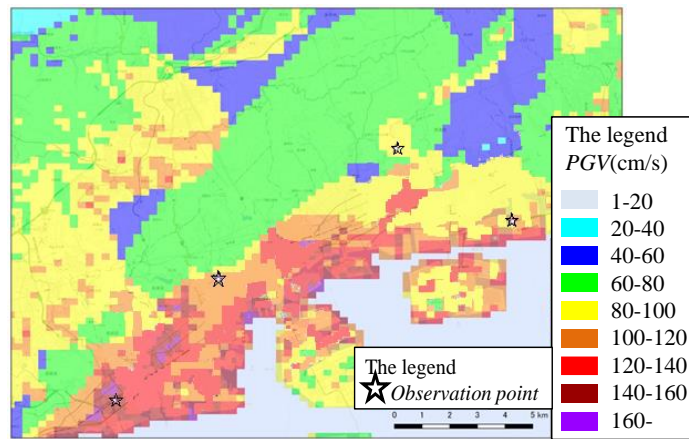 The legend
PGV(cm/s)
1-20
20-40
40-60
60-80
80-100
100-120
120-140
140-160
160-
The legend
Observation point
0 1 2 3 4 5 km